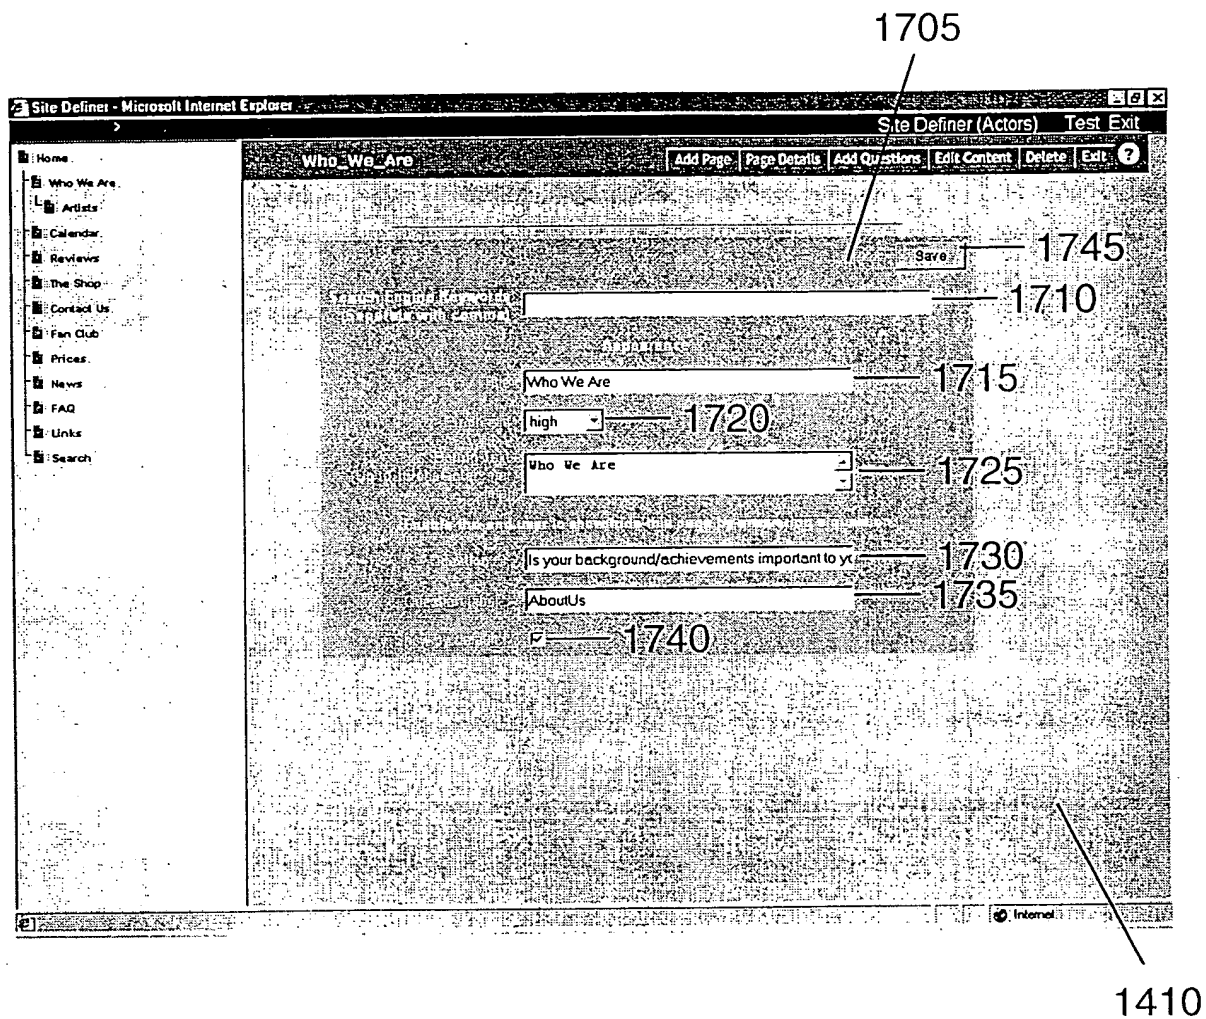 1705
Site Definer - Microsoft Internet Explorer
>
Site Definer (Actors) Test Exit
Home
Who_We_Are
Add Page Page Details Add Questions Edit Content Delete Exit ?
Who We Are
Artists
Calendar
Reviews
The Shop
Contact Us
Fan Club
Prices
News
FAQ
Links
Search
Save 1745
Search Engine Keywords
1710
Who We Are 1715
high 1720
Who We Are 1725
Is your background/achievements important to yo 1730
AboutUs 1735
1740
Internet
1410